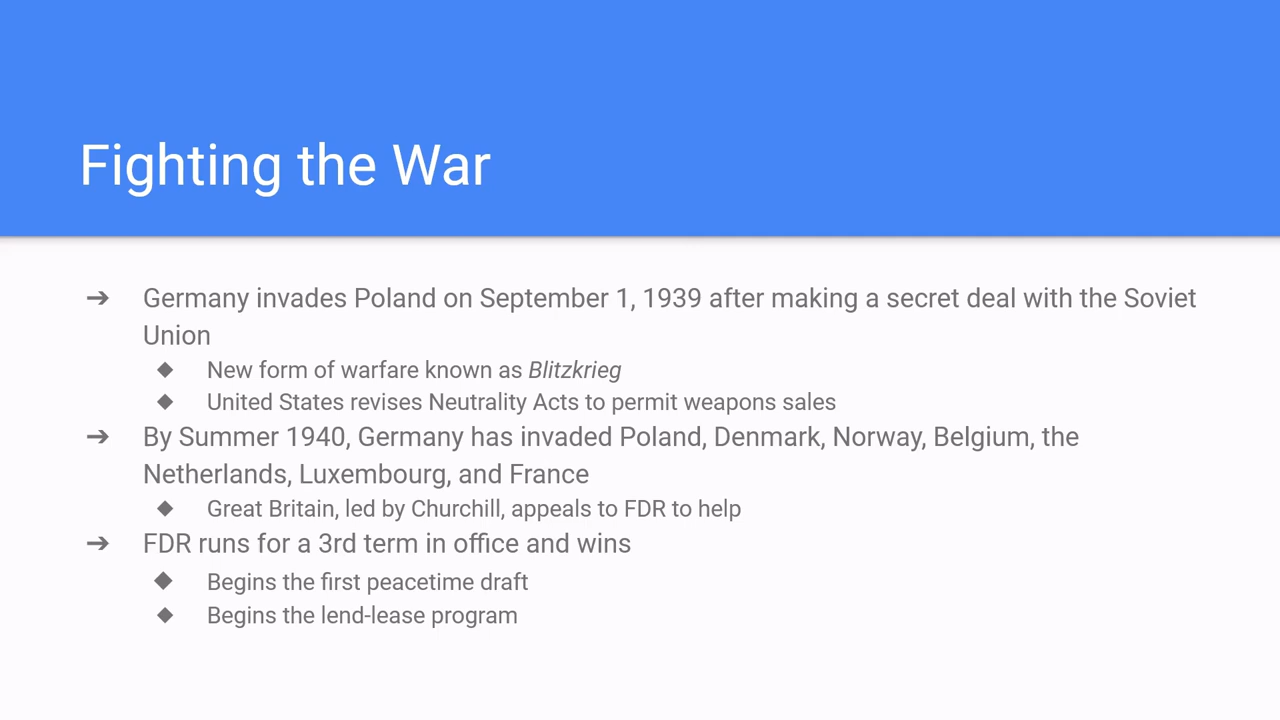 Fighting the War
➔ Germany invades Poland on September 1, 1939 after making a secret deal with the Soviet
Union
◆ New form of warfare known as Blitzkrieg
◆ United States revises Neutrality Acts to permit weapons sales
➔ By Summer 1940, Germany has invaded Poland, Denmark, Norway, Belgium, the
Netherlands, Luxembourg, and France
◆ Great Britain, led by Churchill, appeals to FDR to help
➔ FDR runs for a 3rd term in office and wins
◆ Begins the first peacetime draft
◆ Begins the lend-lease program